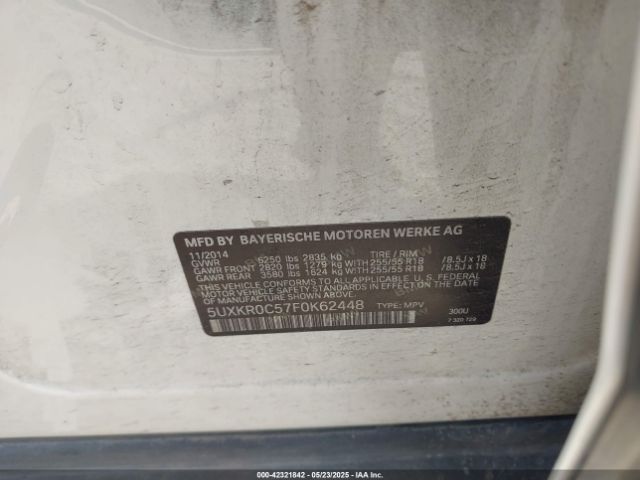 MFD BY BAYERISCHE MOTOREN WERKE AG
11/2014
GVWR 6250 lbs 2835 kg TIRE / RIM
GAWR FRONT 2820 lbs 1279 kg 255/55 R18 /8.5J x 18
GAWR REAR 3580 lbs 1624 kg 255/55 R18 /8.5J x 18
THIS VEHICLE CONFORMS TO ALL APPLICABLE FEDERAL
MOTOR VEHICLE SAFETY STANDARDS IN EFFECT ON THE DATE
OF MANUFACTURE SHOWN ABOVE.
5UXKR0C57F0K62448 TYPE: MPV 300U
7 320 729
000-42321842 - 05/23/2025 - IAA Inc.